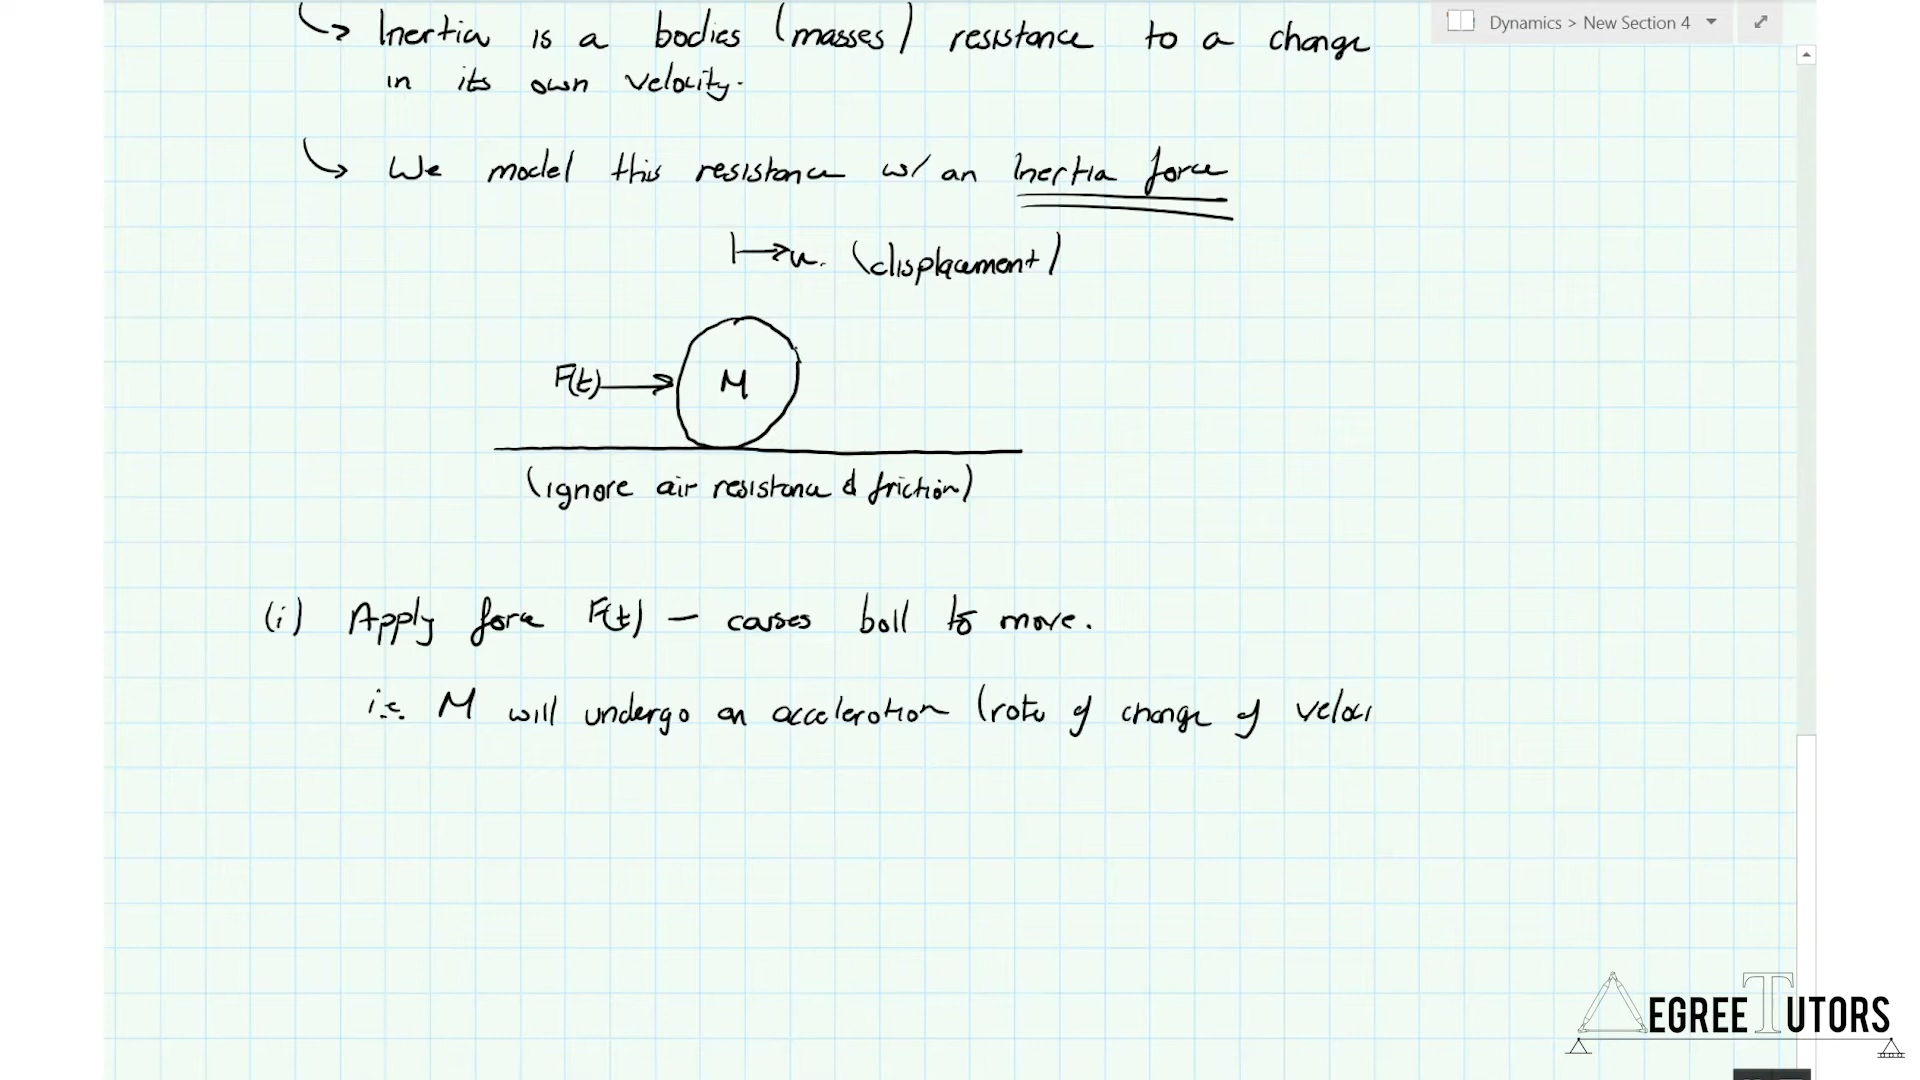 Dynamics > New Section 4
Inertia is a bodies (masses) resistance to a change
in its own velocity.
We model this resistance w/ an Inertia force
u. (displacement)
F(t)
M
(ignore air resistance & friction)
(i) Apply force F(t) – causes ball to move.
i.e. M will undergo an acceleration (rate of change of veloci
DEGREE TUTORS